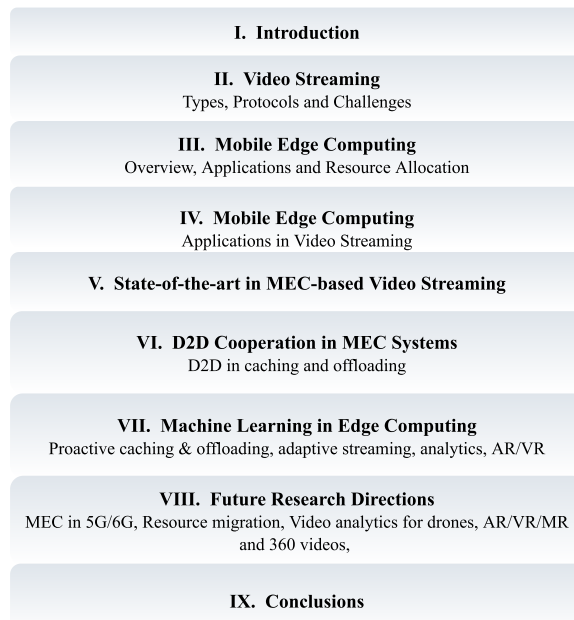 I. Introduction
II. Video Streaming
Types, Protocols and Challenges
III. Mobile Edge Computing
Overview, Applications and Resource Allocation
IV. Mobile Edge Computing
Applications in Video Streaming
V. State-of-the-art in MEC-based Video Streaming
VI. D2D Cooperation in MEC Systems
D2D in caching and offloading
VII. Machine Learning in Edge Computing
Proactive caching & offloading, adaptive streaming, analytics, AR/VR
VIII. Future Research Directions
MEC in 5G/6G, Resource migration, Video analytics for drones, AR/VR/MR
and 360 videos,
IX. Conclusions